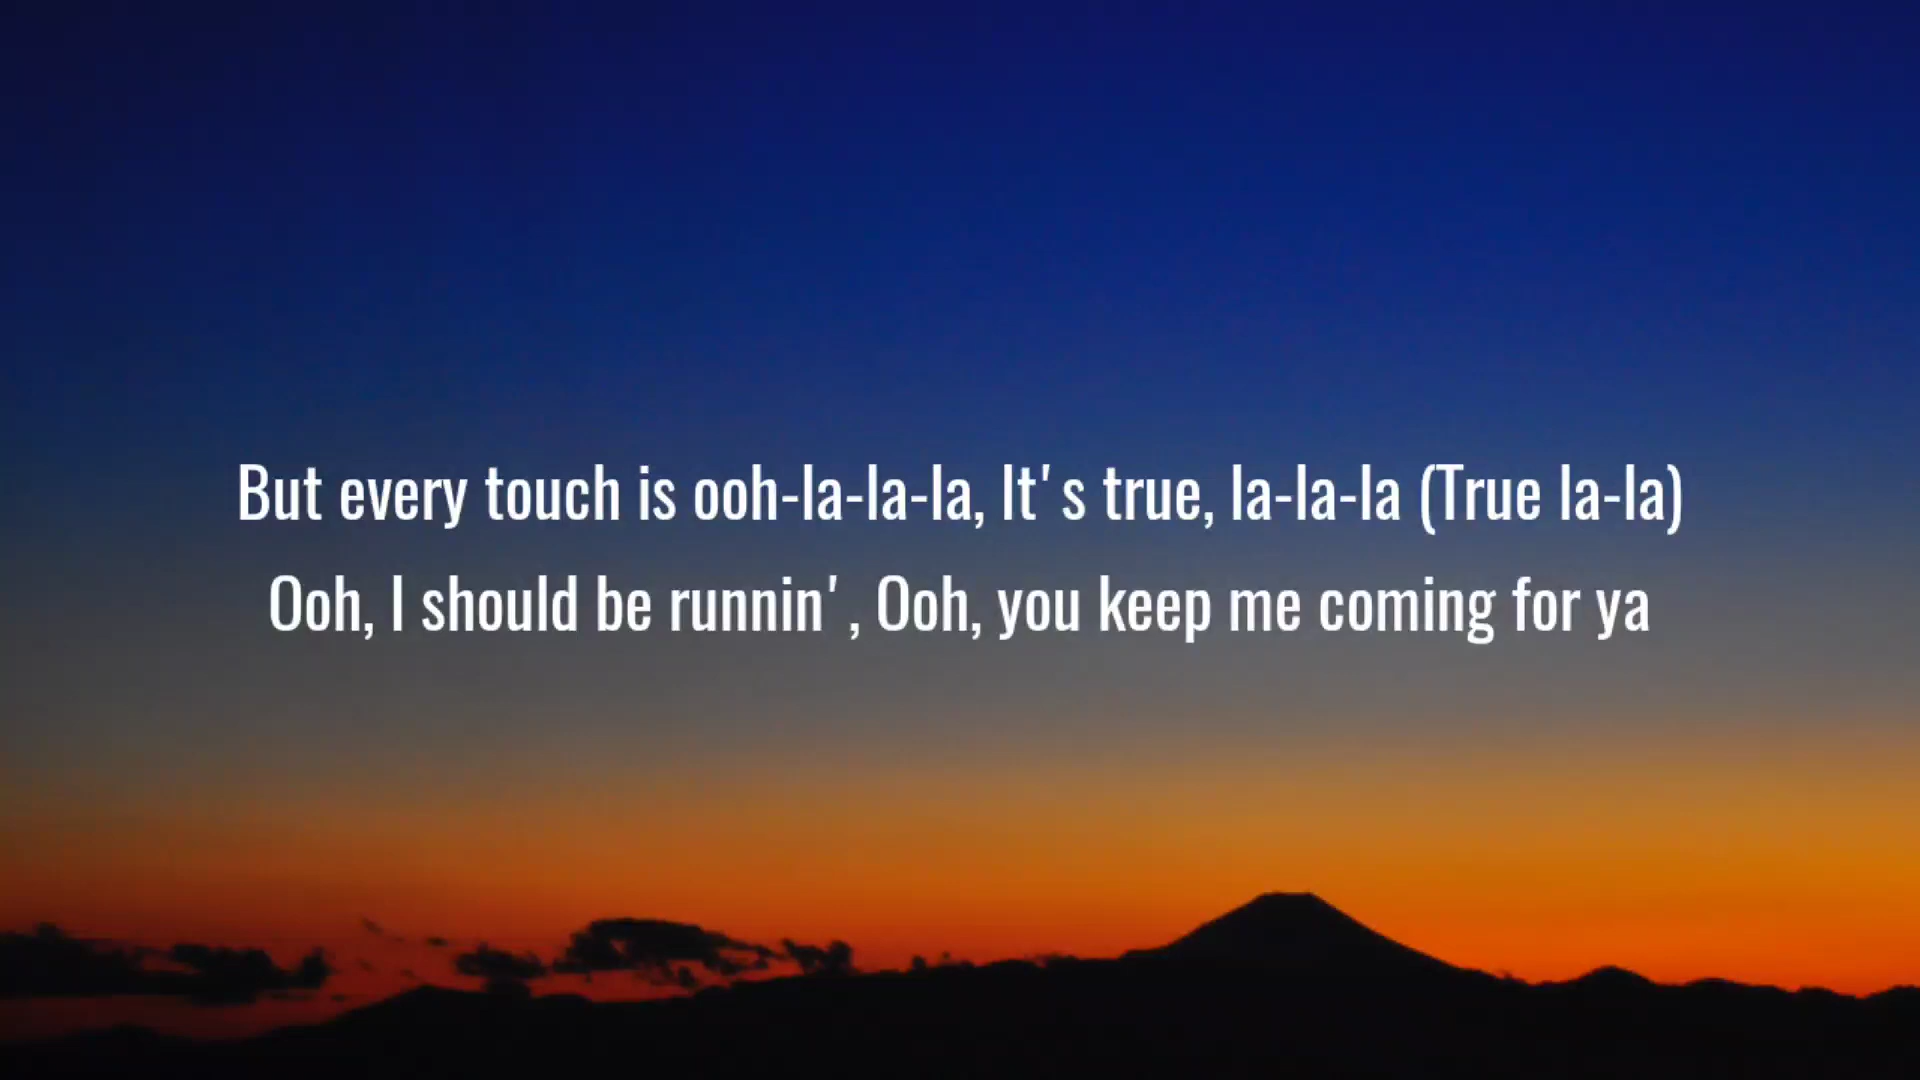 But every touch is ooh-la-la-la, It's true, la-la-la (True la-la)
Ooh, I should be runnin', Ooh, you keep me coming for ya